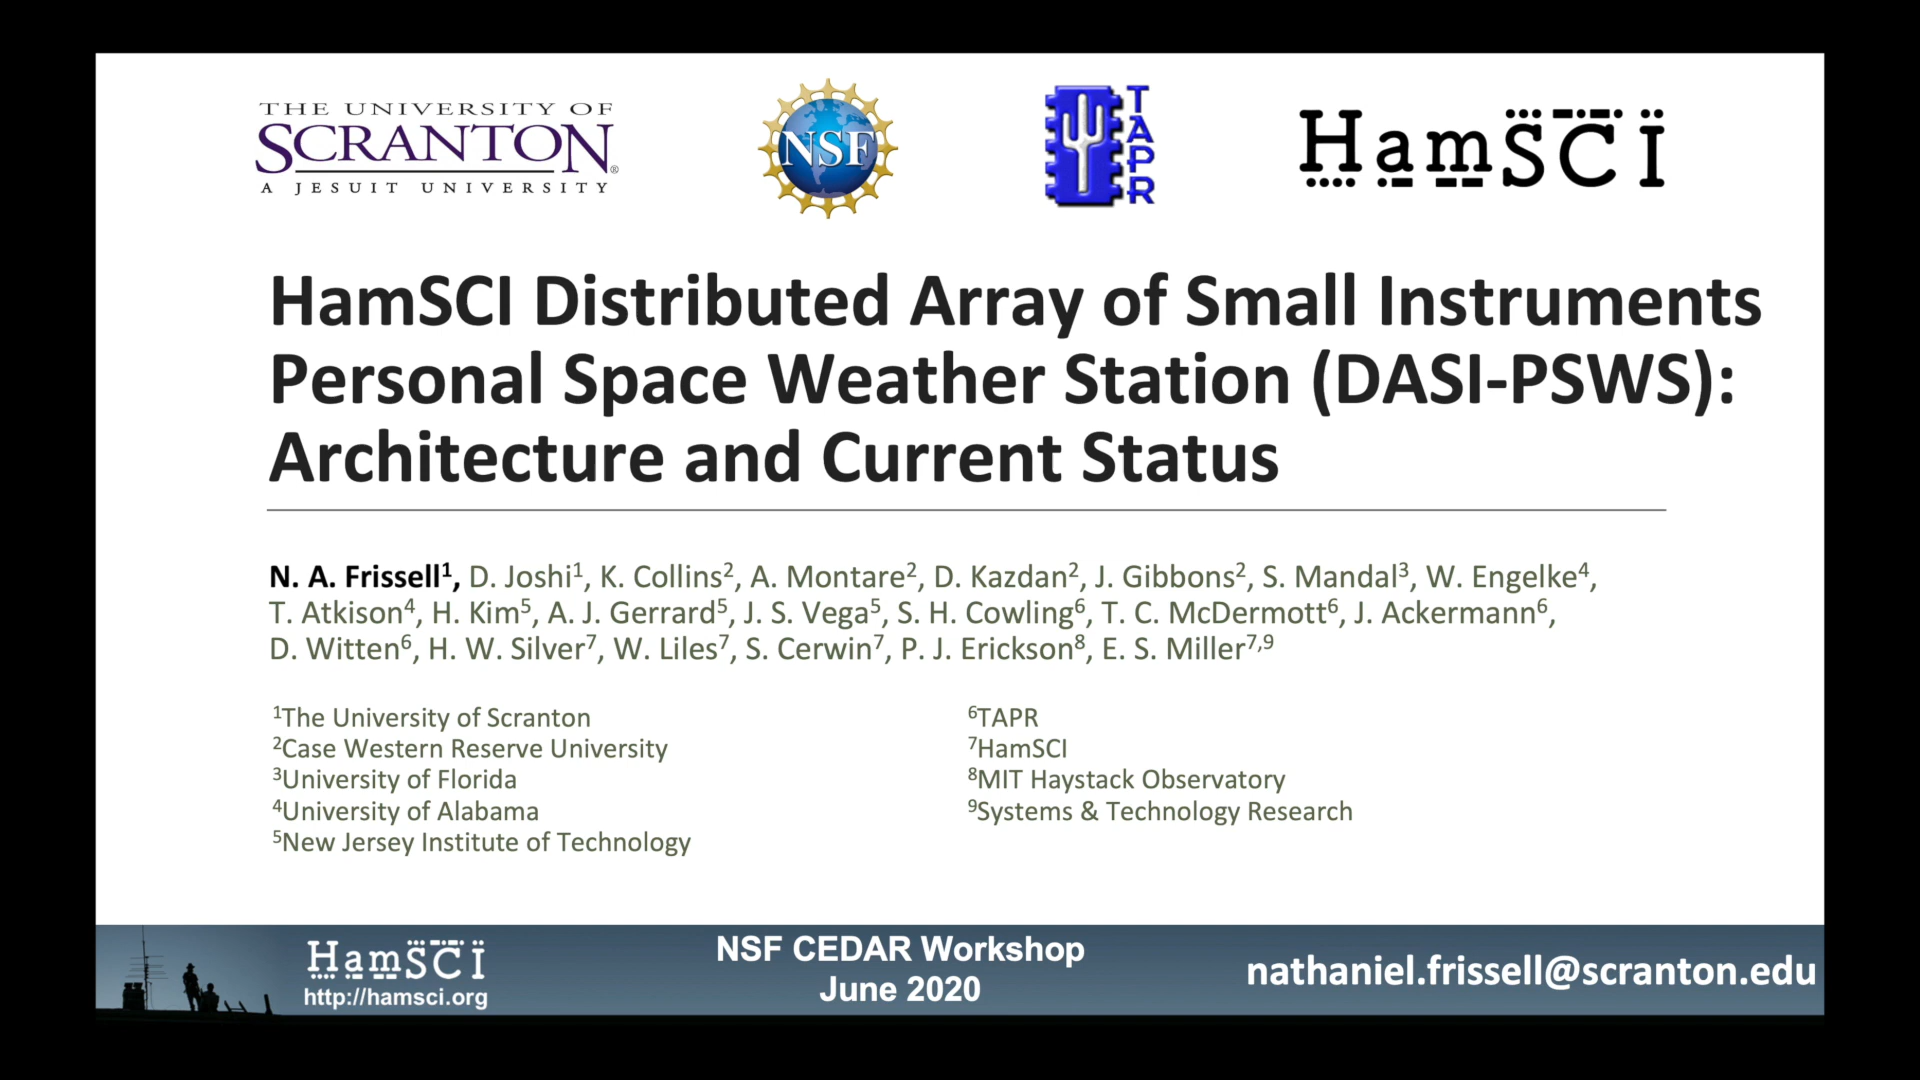 THE UNIVERSITY OF
SCRANTON®
A JESUIT UNIVERSITY
NSF
TAPR
HamSCI
HamSCI Distributed Array of Small Instruments
Personal Space Weather Station (DASI-PSWS):
Architecture and Current Status
N. A. Frissell¹, D. Joshi¹, K. Collins², A. Montare², D. Kazdan², J. Gibbons², S. Mandal³, W. Engelke⁴,
T. Atkison⁴, H. Kim⁵, A. J. Gerrard⁵, J. S. Vega⁵, S. H. Cowling⁶, T. C. McDermott⁶, J. Ackermann⁶,
D. Witten⁶, H. W. Silver⁷, W. Liles⁷, S. Cerwin⁷, P. J. Erickson⁸, E. S. Miller⁷,⁹
¹The University of Scranton
²Case Western Reserve University
³University of Florida
⁴University of Alabama
⁵New Jersey Institute of Technology
⁶TAPR
⁷HamSCI
⁸MIT Haystack Observatory
⁹Systems & Technology Research
HamSCI
http://hamsci.org
NSF CEDAR Workshop
June 2020
nathaniel.frissell@scranton.edu